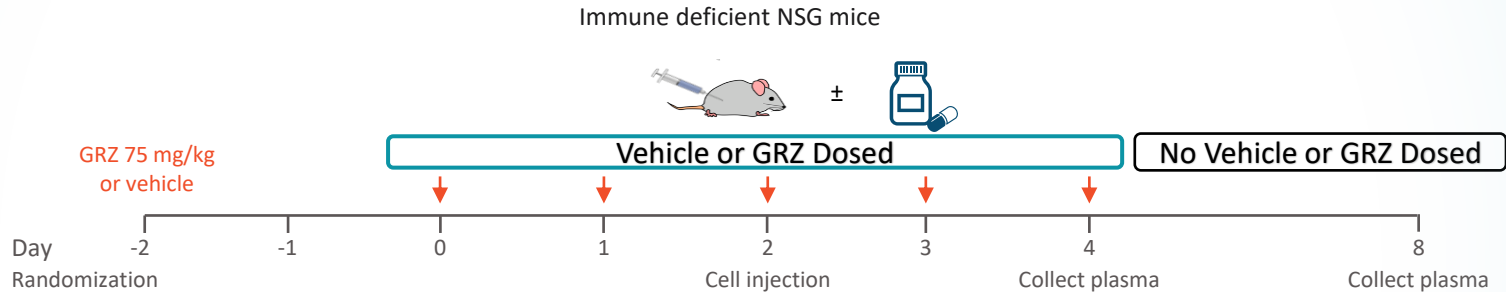 Immune deficient NSG mice
±
GRZ 75 mg/kg
or vehicle
Vehicle or GRZ Dosed
No Vehicle or GRZ Dosed
Day -2 -1 0 1 2 3 4 8
Randomization Cell injection Collect plasma Collect plasma